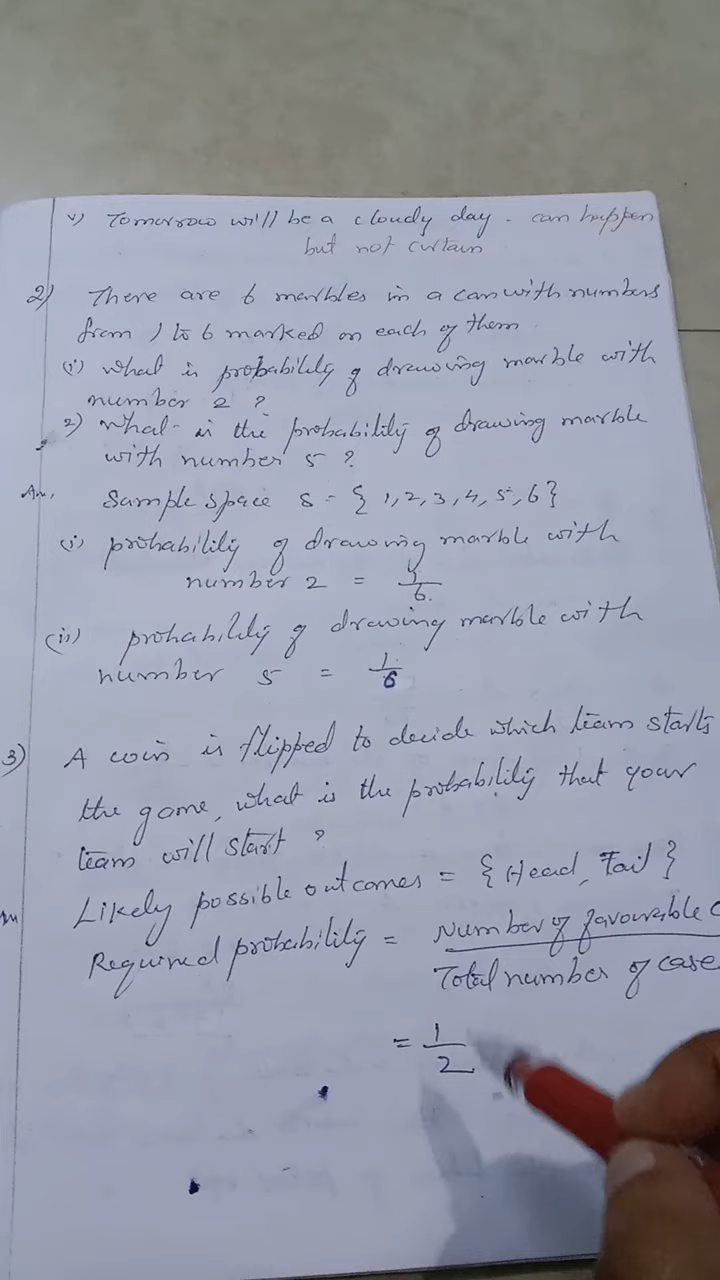 v) Tomorrow will be a cloudy day. can happen
but not certain
2) There are 6 marbles in a can with numbers
from 1 to 6 marked on each of them
(i) what is probability of drawing marble with
number 2 ?
2) what is the probability of drawing marble
with number 5 ?
An. Sample space S = { 1, 2, 3, 4, 5, 6 }
(i) probability of drawing marble with
number 2 = 1/6.
(ii) probability of drawing marble with
number 5 = 1/6
3) A coin is flipped to decide which team starts
the game, what is the probability that your
team will start ?
Likely possible outcomes = { Head, Tail }
Required probability = Number of favourable
Total number of case
= 1/2